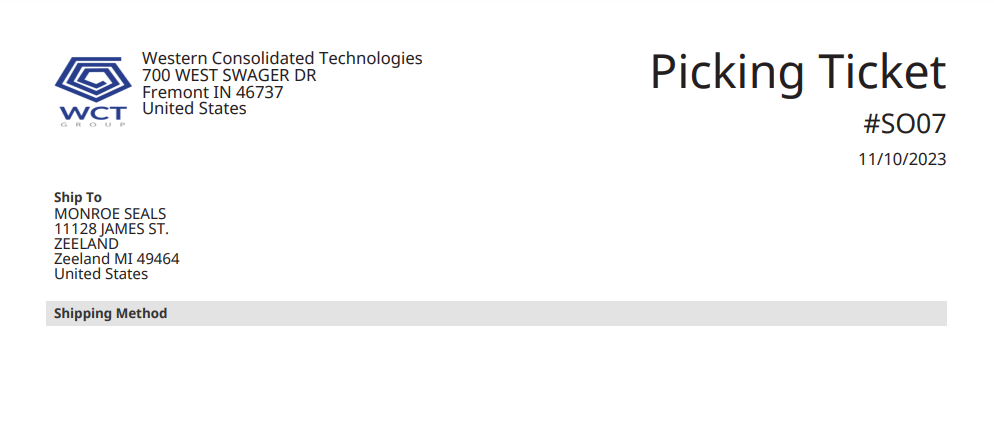 Western Consolidated Technologies
700 WEST SWAGER DR
Fremont IN 46737
United States
WCT
GROUP
Picking Ticket
#SO07
11/10/2023
Ship To
MONROE SEALS
11128 JAMES ST.
ZEELAND
Zeeland MI 49464
United States
Shipping Method